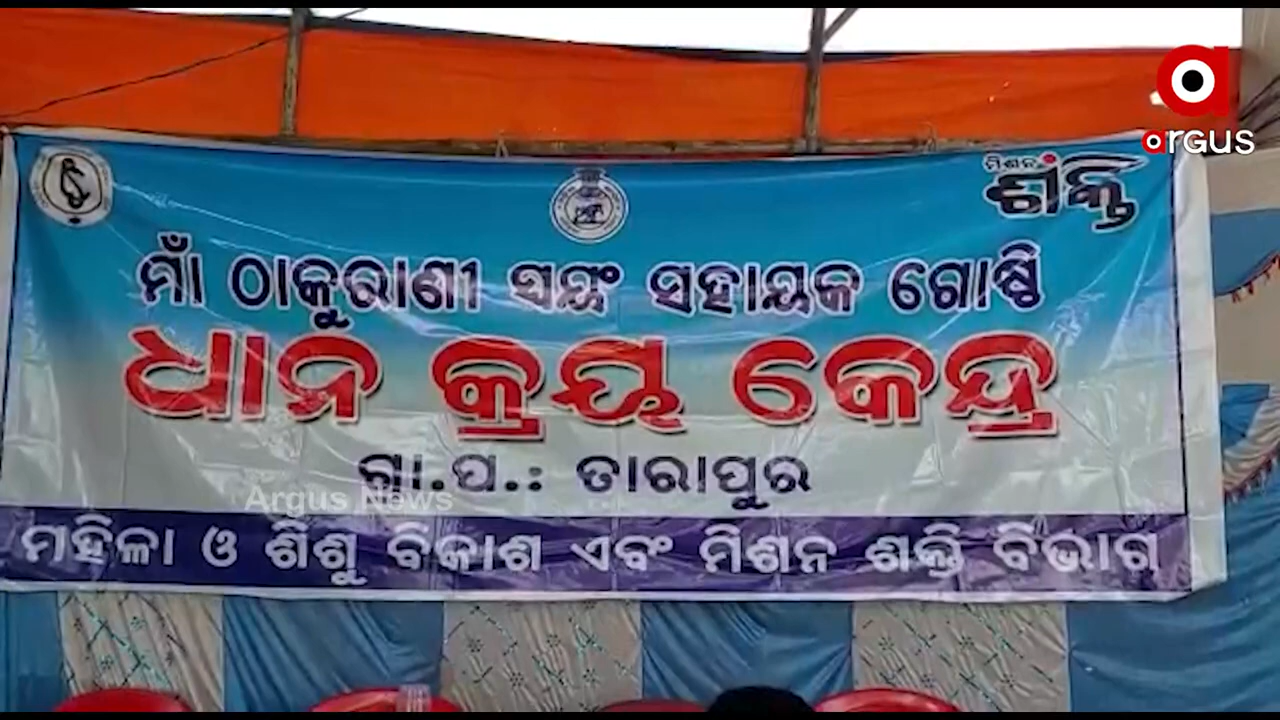 argus
ମିଶନ
ଶକ୍ତି
ମାଁ ଠାକୁରାଣୀ ସ୍ୱୟଂ ସହାୟକ ଗୋଷ୍ଠି
ଧାନ କ୍ରୟ କେନ୍ଦ୍ର
ଗ୍ରା.ପ.: ତାରାପୁର
Argus News
ମହିଳା ଓ ଶିଶୁ ବିକାଶ ଏବଂ ମିଶନ ଶକ୍ତି ବିଭାଗ